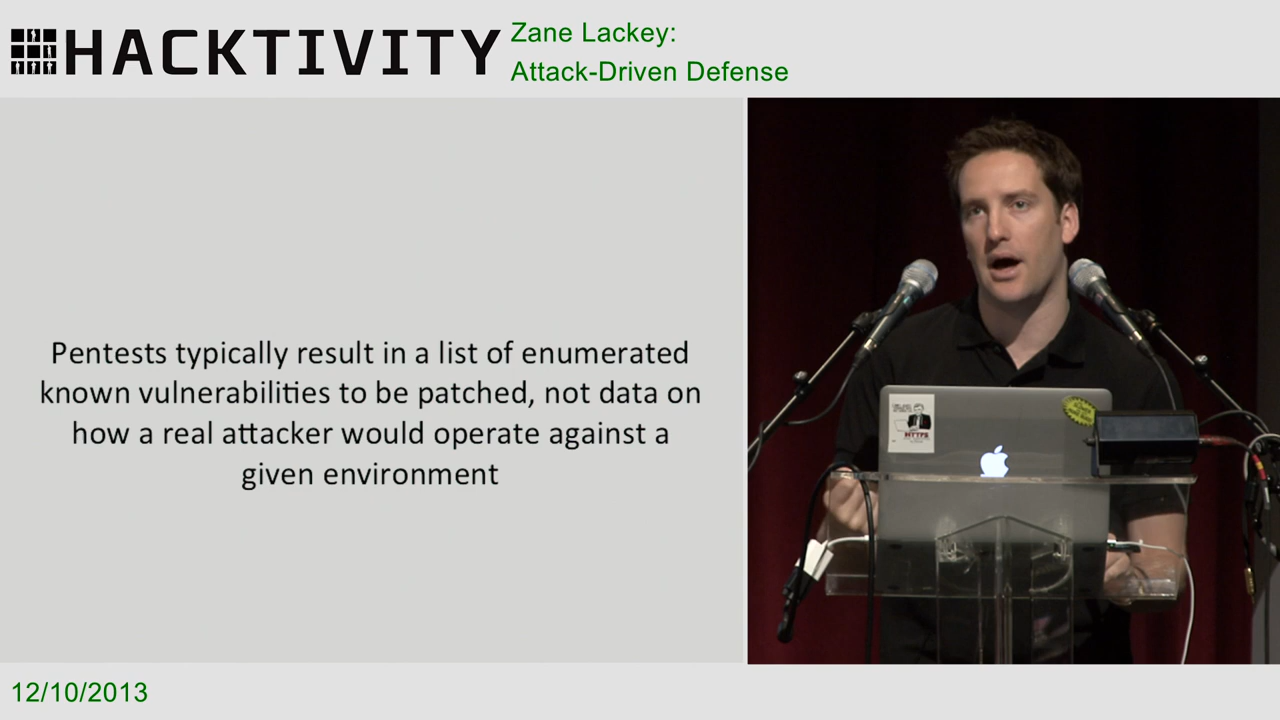 HACKTIVITY
Zane Lackey:
Attack-Driven Defense
Pentests typically result in a list of enumerated
known vulnerabilities to be patched, not data on
how a real attacker would operate against a
given environment
HTTPS
12/10/2013